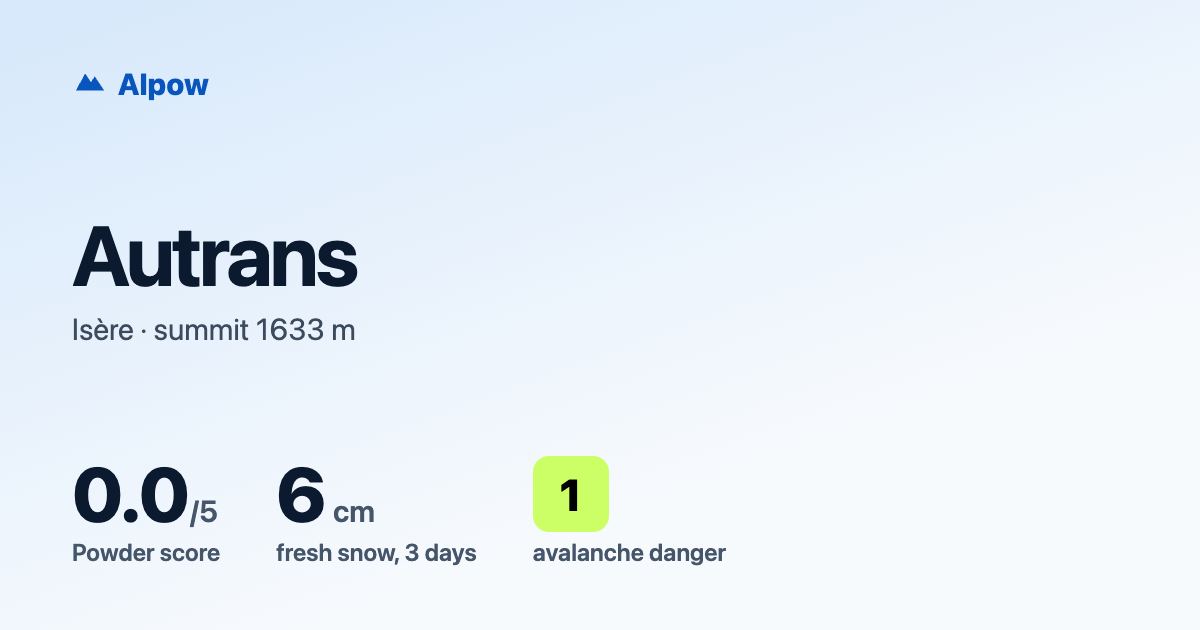 Alpow
Autrans
Isère · summit 1633 m
0.0/5
Powder score
6 cm
fresh snow, 3 days
1
avalanche danger